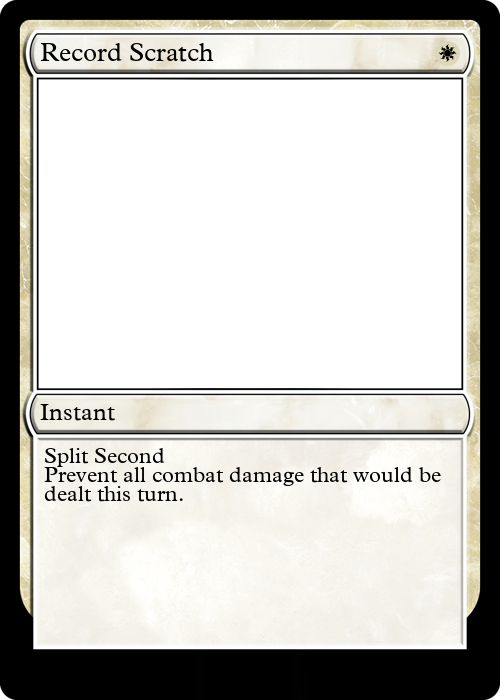 Record Scratch
Instant
Split Second
Prevent all combat damage that would be
dealt this turn.